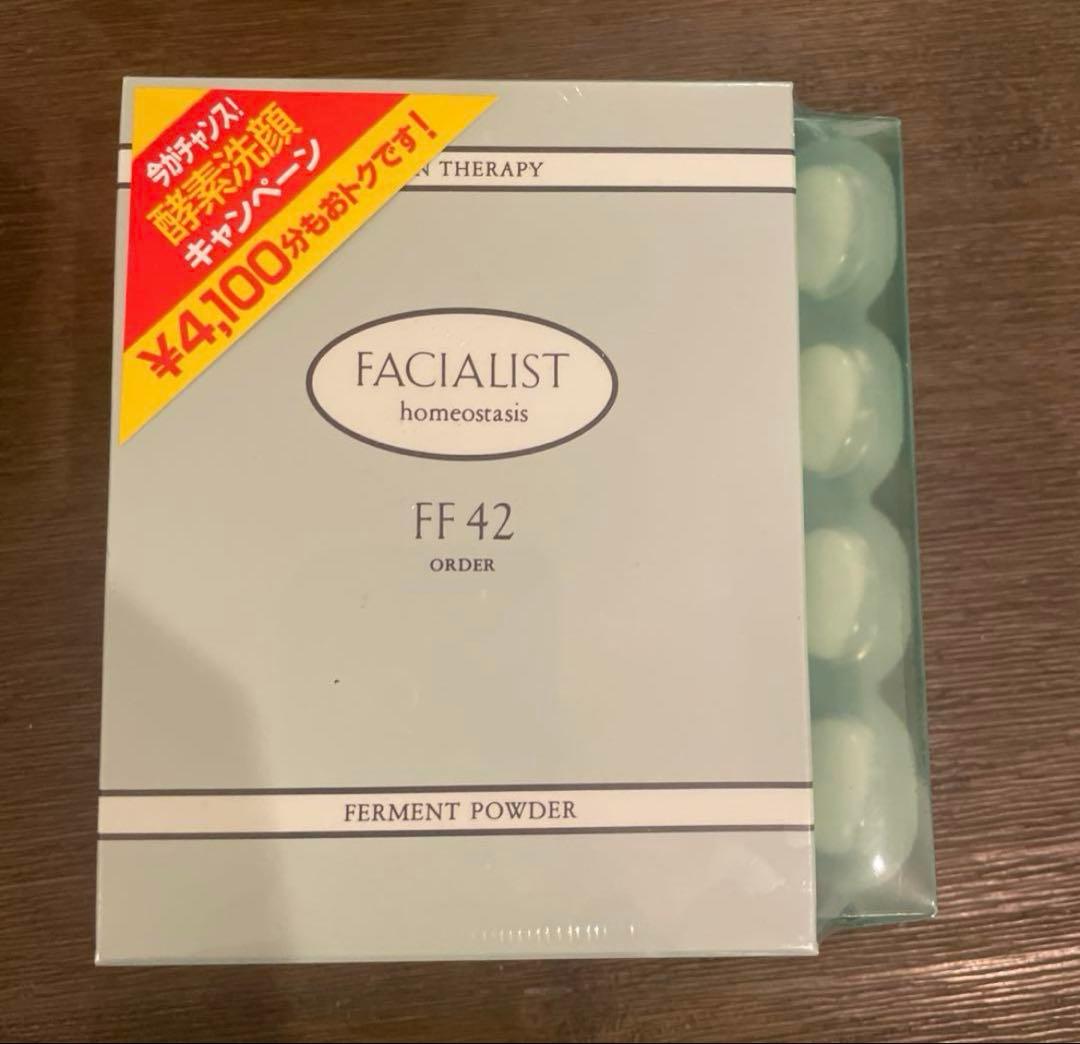 今がチャンス!
酵素洗顔
キャンペーン
¥4,100分もおトクです!
THERAPY
FACIALIST
homeostasis
FF 42
ORDER
FERMENT POWDER